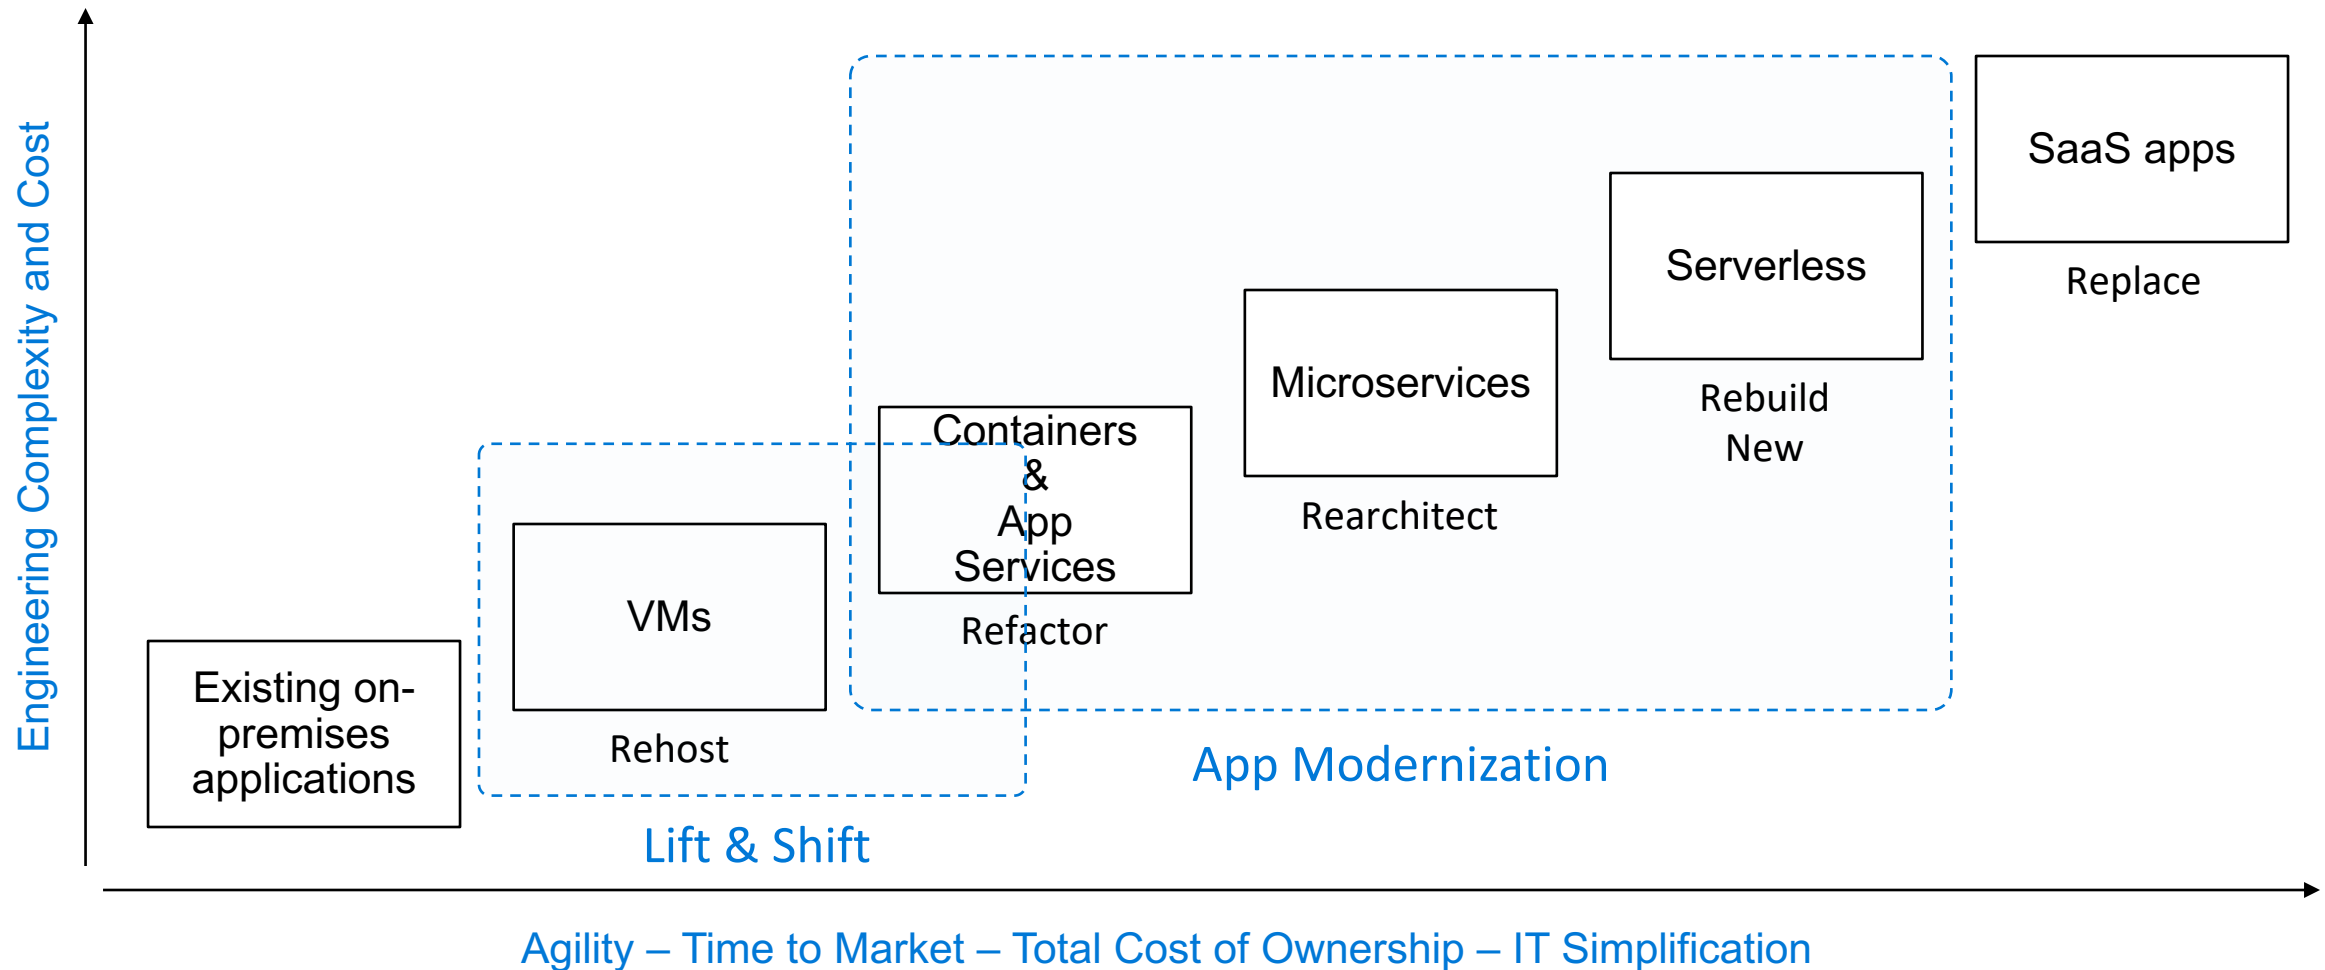 Engineering Complexity and Cost
Existing on-
premises
applications
VMs
Rehost
Lift & Shift
Containers
&
App
Services
Refactor
Microservices
Rearchitect
Serverless
Rebuild
New
App Modernization
SaaS apps
Replace
Agility – Time to Market – Total Cost of Ownership – IT Simplification